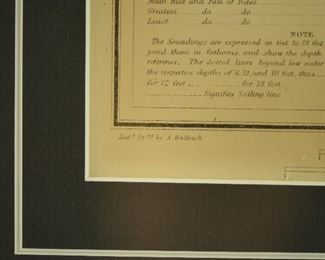 Mean Rise and Fall of Tides
Greatest do do
Least do do
NOTE
The Soundings are expressed in feet to 18 feet
yond them in fathoms, and show the depth
reference. The dotted lines beyond low water
the respective depths of 6, 12, and 18 feet, thus
for 12 feet for 18 feet.
Signifies Sailing line
Red.d Dr.g by A. Balbach